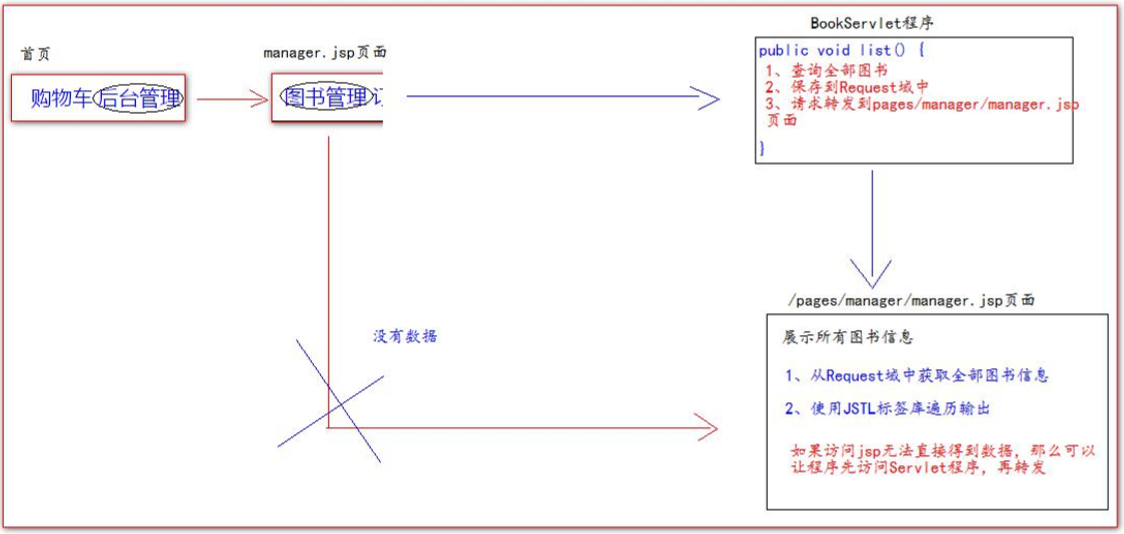 首页
购物车 后台管理
manager.jsp页面
图书管理
BookServlet程序
public void list() {
1、查询全部图书
2、保存到Request域中
3、请求转发到pages/manager/manager.jsp
页面
}
没有数据
/pages/manager/manager.jsp页面
展示所有图书信息
1、从Request域中获取全部图书信息
2、使用JSTL标签库遍历输出
如果访问jsp无法直接得到数据，那么可以
让程序先访问Servlet程序，再转发